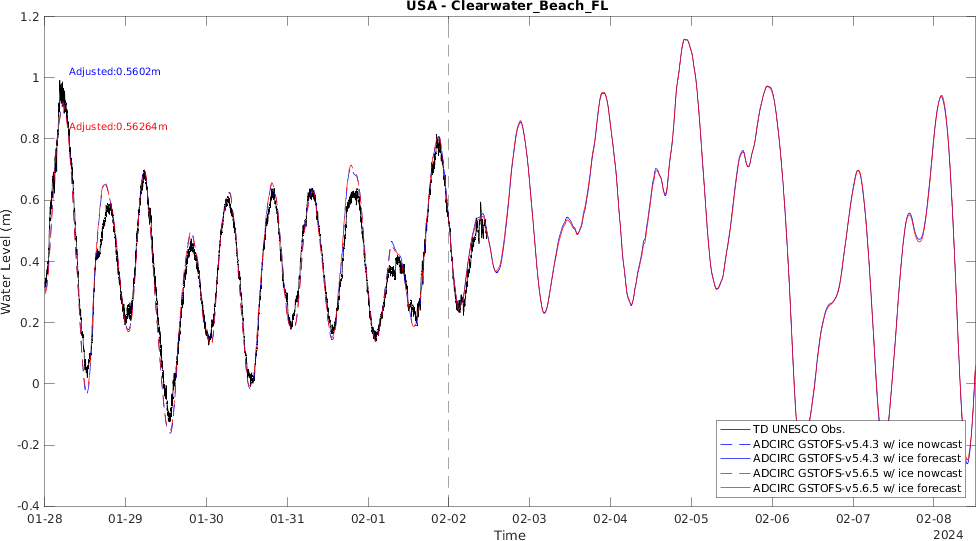 USA - Clearwater_Beach_FL
1.2
1
0.8
0.6
0.4
0.2
0
-0.2
-0.4
Water Level (m)
Adjusted:0.5602m
Adjusted:0.56264m
TD UNESCO Obs.
ADCIRC GSTOFS-v5.4.3 w/ ice nowcast
ADCIRC GSTOFS-v5.4.3 w/ ice forecast
ADCIRC GSTOFS-v5.6.5 w/ ice nowcast
ADCIRC GSTOFS-v5.6.5 w/ ice forecast
01-28 01-29 01-30 01-31 02-01 02-02 02-03 02-04 02-05 02-06 02-07 02-08
Time
2024